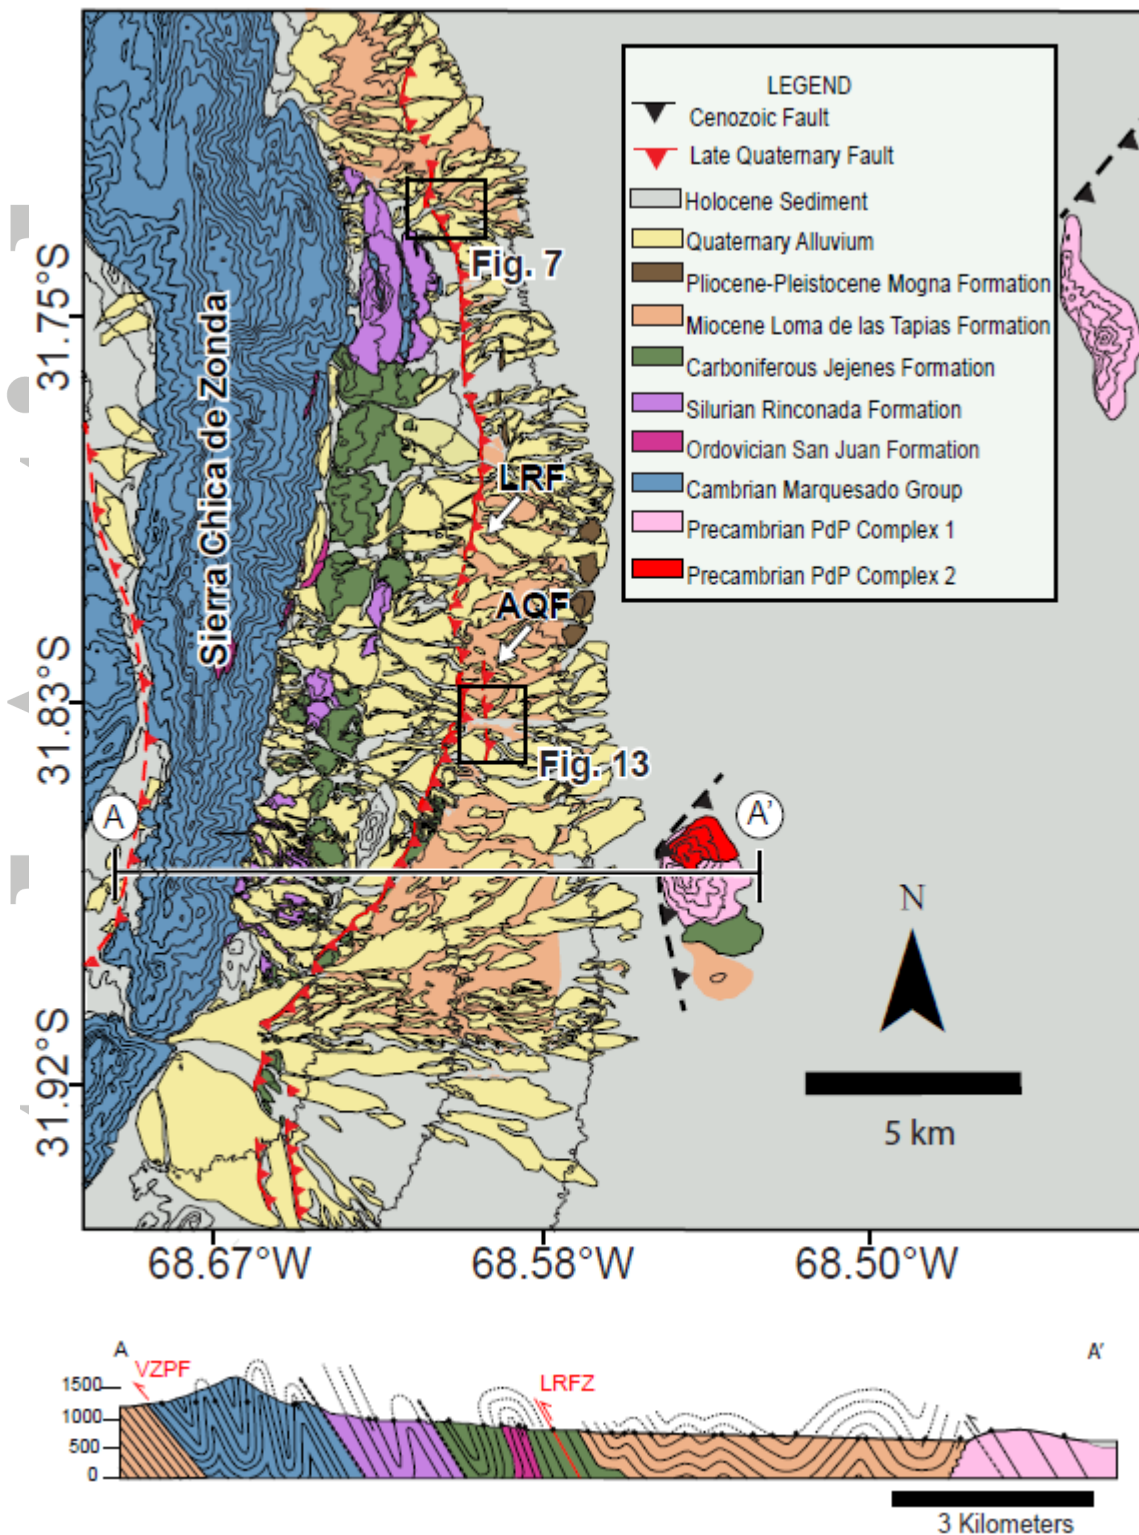 LEGEND
Cenozoic Fault
Late Quaternary Fault
Holocene Sediment
Quaternary Alluvium
Pliocene-Pleistocene Mogna Formation
Miocene Loma de las Tapias Formation
Carboniferous Jejenes Formation
Silurian Rinconada Formation
Ordovician San Juan Formation
Cambrian Marquesado Group
Precambrian PdP Complex 1
Precambrian PdP Complex 2
Fig. 7
31.75°S
Sierra Chica de Zonda
LRF
AQF
31.83°S
Fig. 13
A
A'
N
31.92°S
5 km
68.67°W
68.58°W
68.50°W
A
A'
VZPF
LRFZ
1500
1000
500
0
3 Kilometers